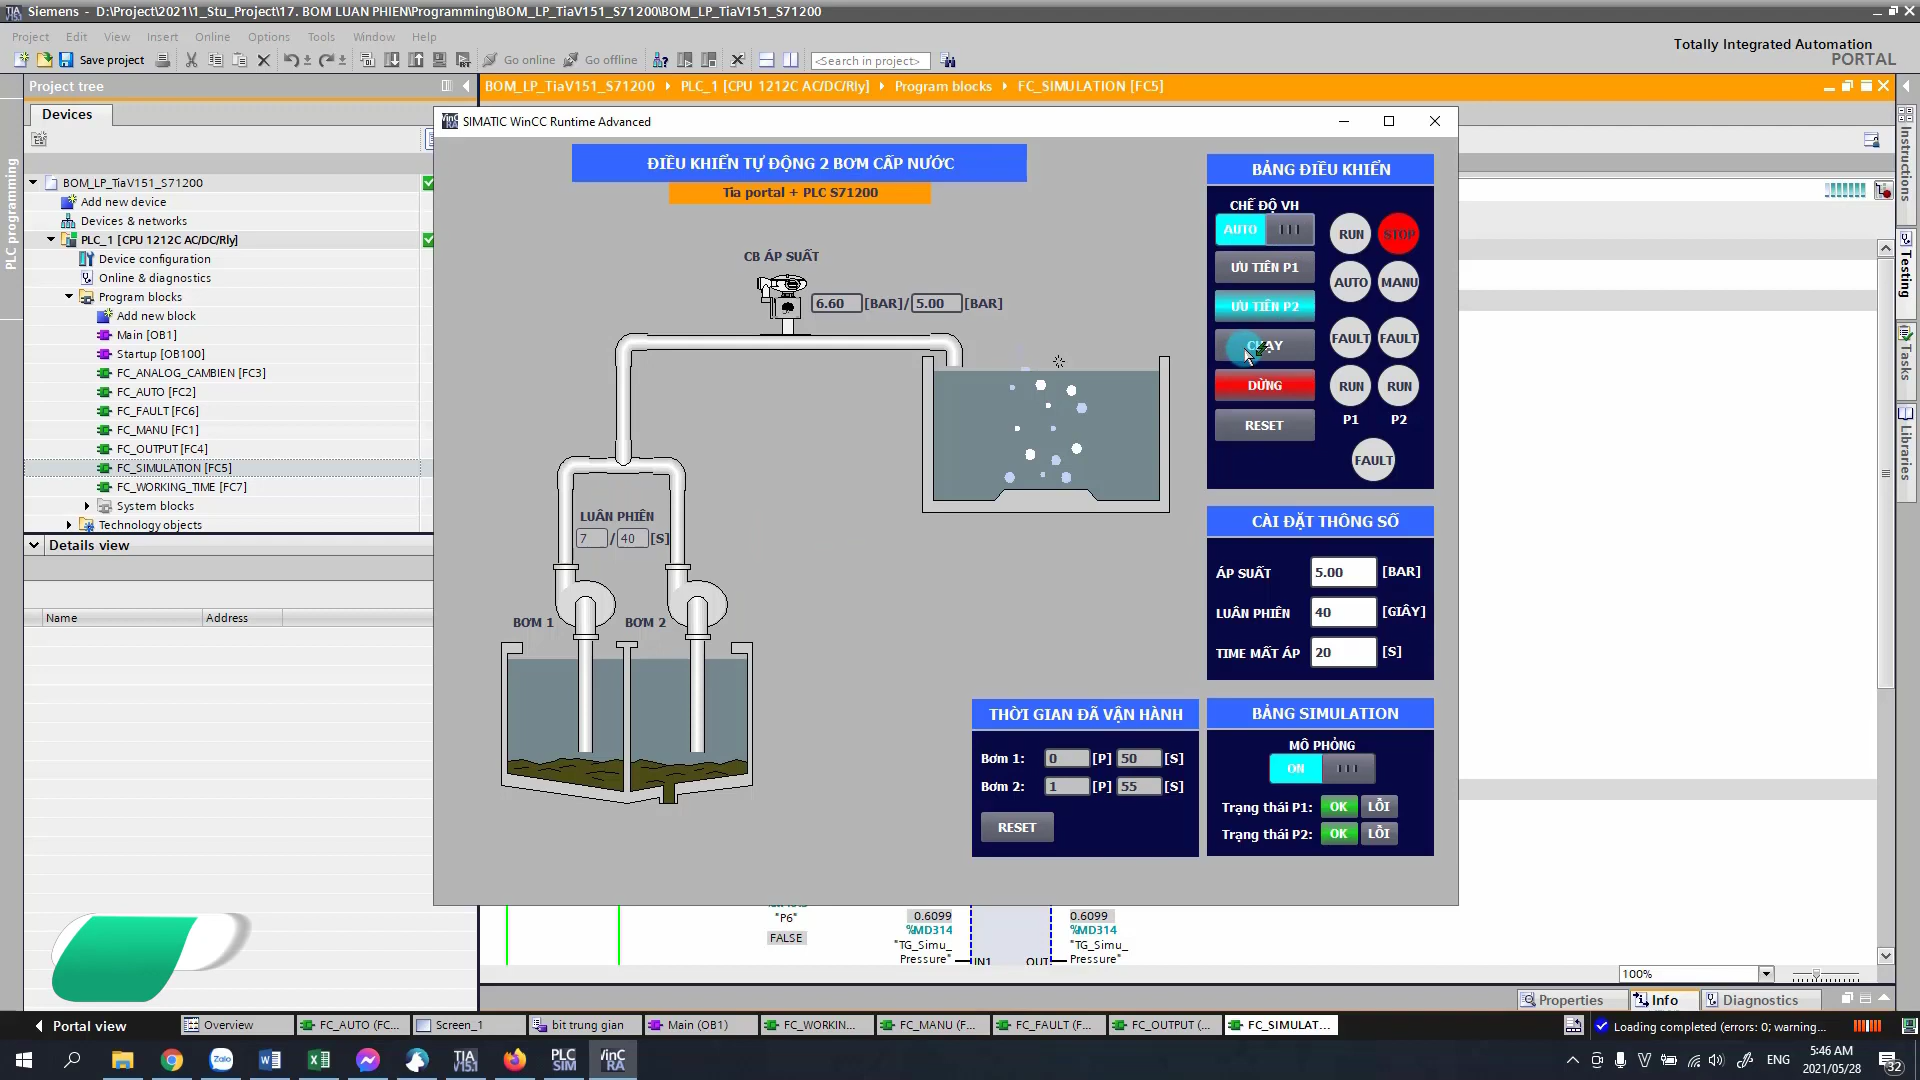 Siemens - D:\Project\2021\1_Stu_Project\17. BOM LUAN PHIEN\Programming\BOM_LP_TiaV151_S71200\BOM_LP_TiaV151_S71200
Project Edit View Insert Online Options Tools Window Help
Totally Integrated Automation
PORTAL
Save project
Go online
Go offline
<Search in project>
Project tree
BOM_LP_TiaV151_S71200 PLC_1 [CPU 1212C AC/DC/Rly] Program blocks FC_SIMULATION [FC5]
Devices
PLC programming
BOM_LP_TiaV151_S71200
Add new device
Devices & networks
PLC_1 [CPU 1212C AC/DC/Rly]
Device configuration
Online & diagnostics
Program blocks
Add new block
Main [OB1]
Startup [OB100]
FC_ANALOG_CAMBIEN [FC3]
FC_AUTO [FC2]
FC_FAULT [FC6]
FC_MANU [FC1]
FC_OUTPUT [FC4]
FC_SIMULATION [FC5]
FC_WORKING_TIME [FC7]
System blocks
Technology objects
Details view
Name Address
SIMATIC WinCC Runtime Advanced
ĐIỀU KHIỂN TỰ ĐỘNG 2 BƠM CẤP NƯỚC
Tia portal + PLC S71200
CB ÁP SUẤT
6.60 [BAR]/ 5.00 [BAR]
LUÂN PHIÊN
7 / 40 [S]
BƠM 1 BƠM 2
BẢNG ĐIỀU KHIỂN
CHẾ ĐỘ VH
AUTO RUN STOP
ƯU TIÊN P1 AUTO MANU
ƯU TIÊN P2
CHẠY FAULT FAULT
DỪNG RUN RUN
RESET P1 P2
FAULT
CÀI ĐẶT THÔNG SỐ
ÁP SUẤT 5.00 [BAR]
LUÂN PHIÊN 40 [GIÂY]
TIME MẤT ÁP 20 [S]
THỜI GIAN ĐÃ VẬN HÀNH
Bơm 1: 0 [P] 50 [S]
Bơm 2: 1 [P] 55 [S]
RESET
BẢNG SIMULATION
MÔ PHỎNG
ON
Trạng thái P1: OK LỖI
Trạng thái P2: OK LỖI
Instructions
Testing
Tasks
Libraries
"P6"
FALSE
0.6099
%MD314
"TG_Simu_
Pressure"
IN1 OUT
0.6099
%MD314
"TG_Simu_
Pressure"
100%
Properties Info Diagnostics
Portal view Overview FC_AUTO (FC... Screen_1 bit trung gian Main (OB1) FC_WORKIN... FC_MANU (F... FC_FAULT (F... FC_OUTPUT (... FC_SIMULAT... Loading completed (errors: 0; warning...
Zalo TIA V15.1 PLC SIM WinC RA
ENG
5:46 AM
2021/05/28
32